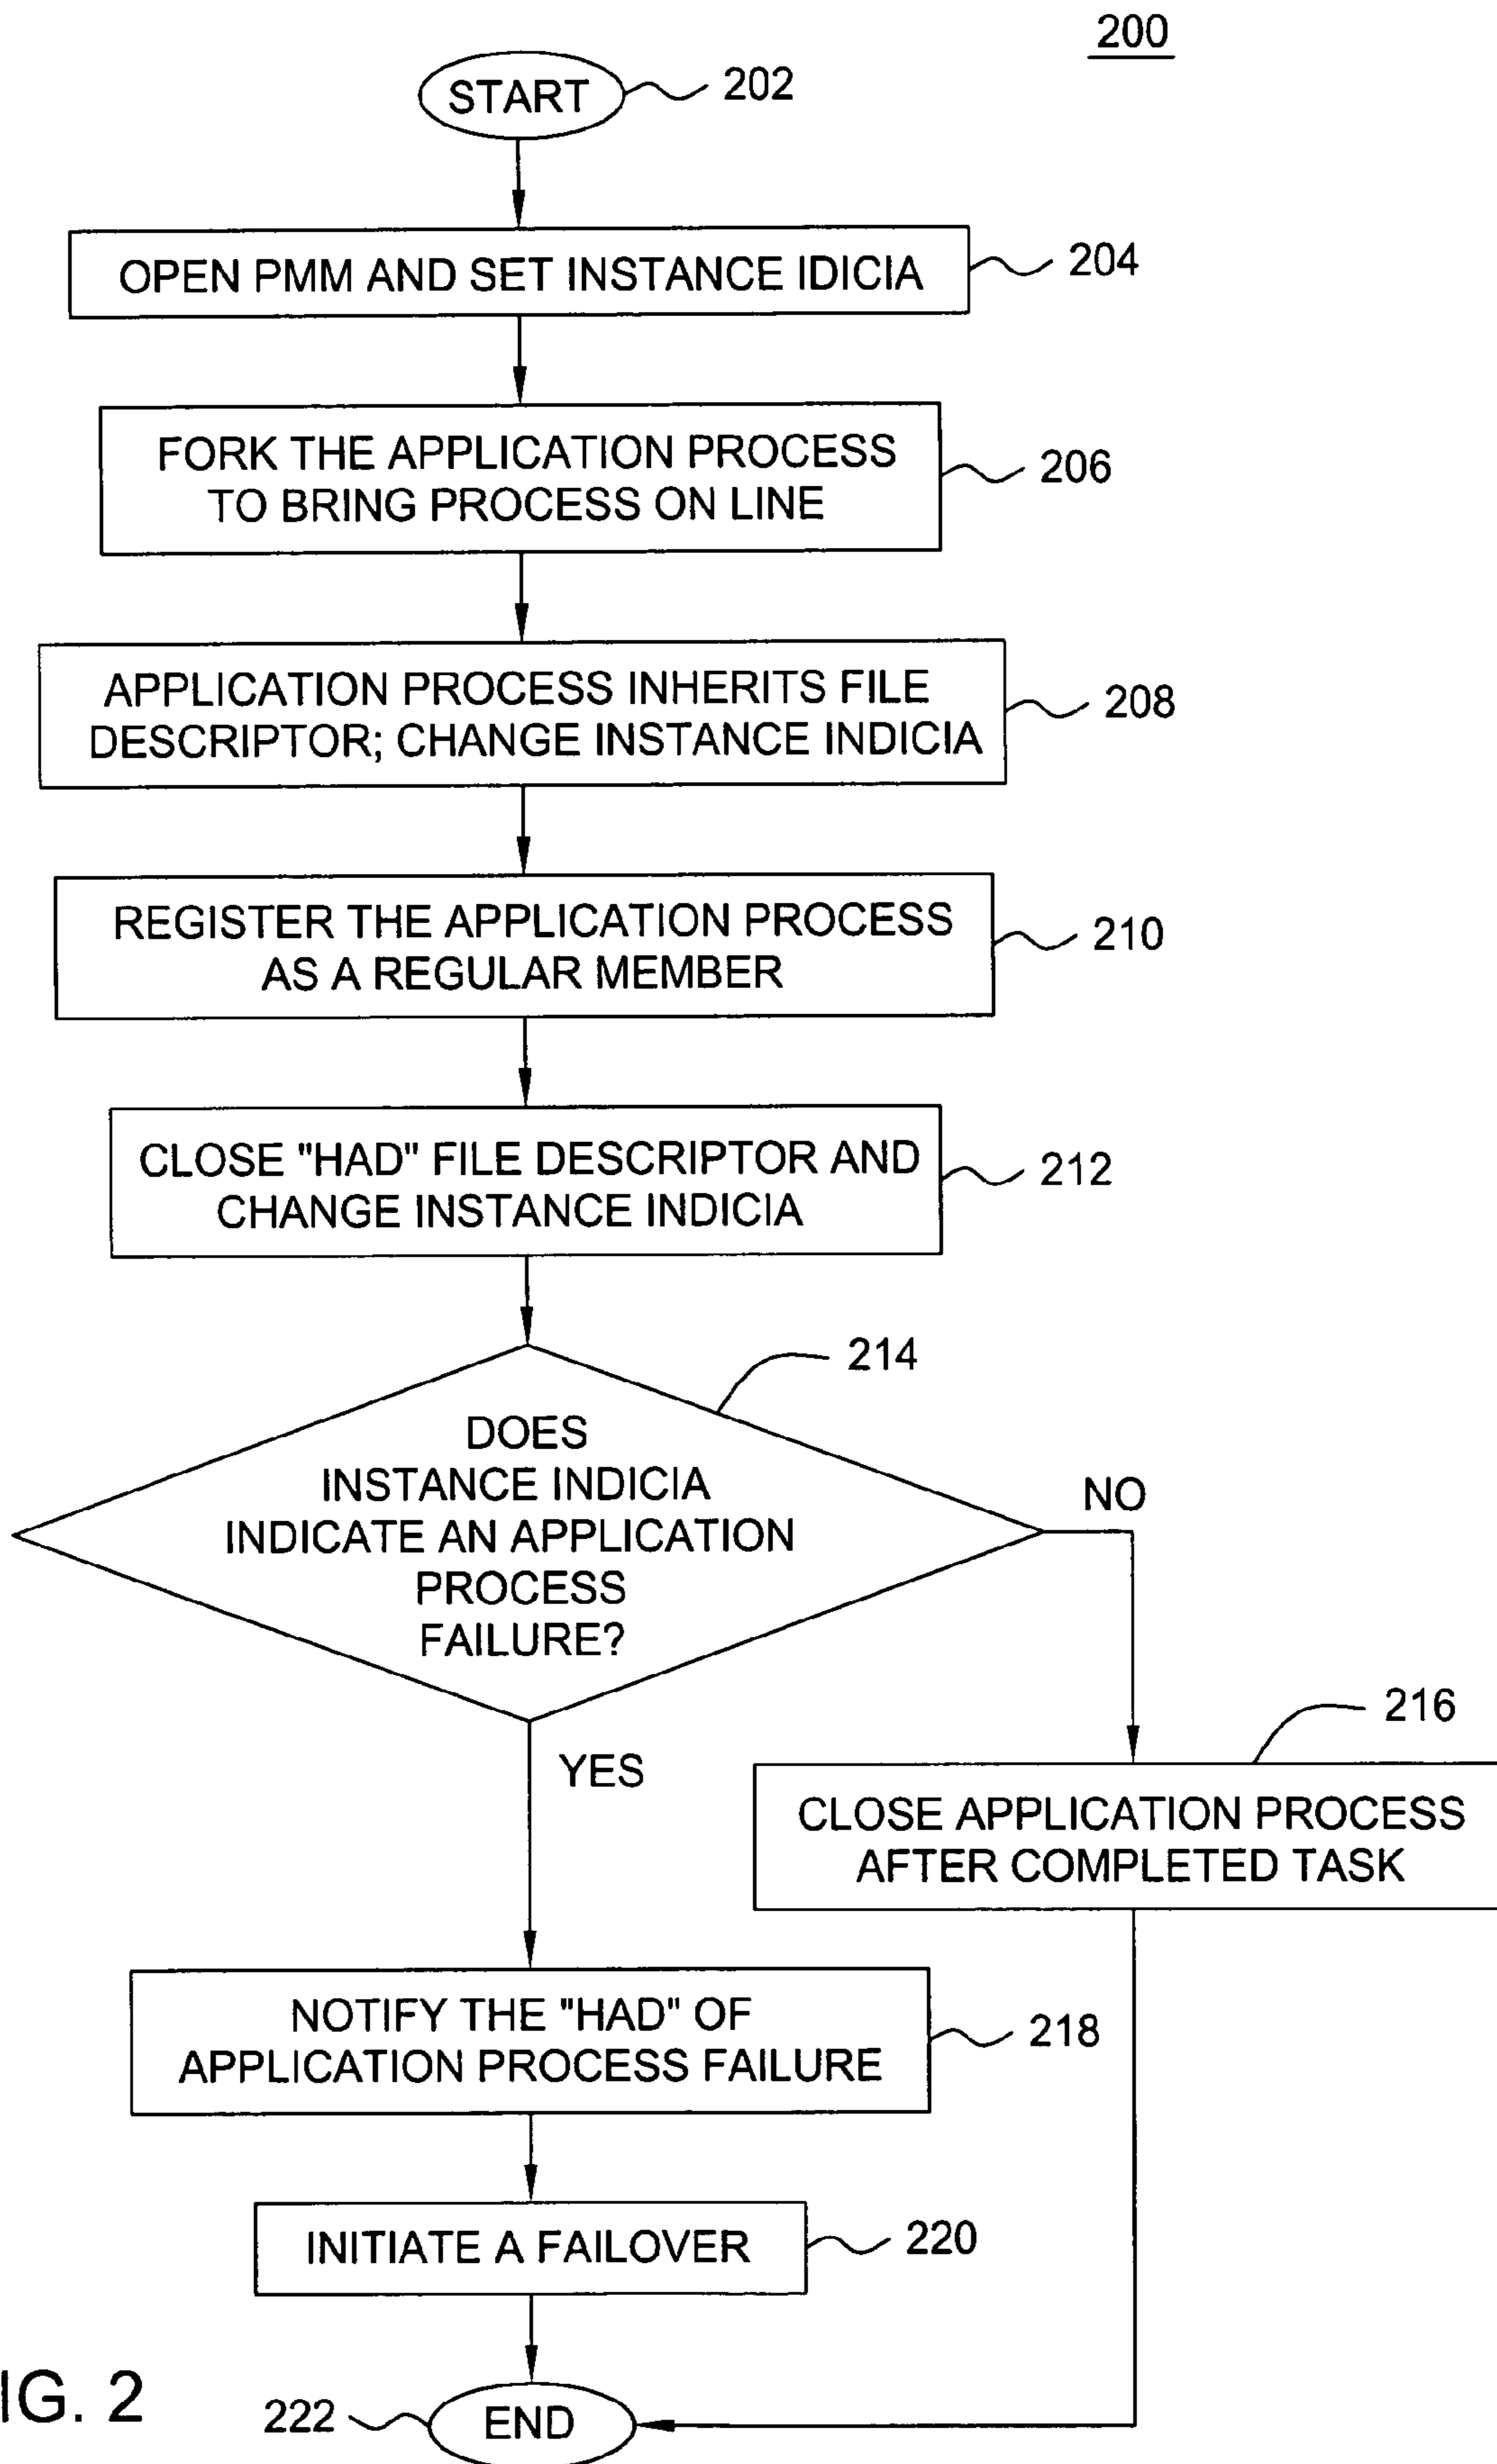 200
START
202
OPEN PMM AND SET INSTANCE IDICIA
204
FORK THE APPLICATION PROCESS
TO BRING PROCESS ON LINE
206
APPLICATION PROCESS INHERITS FILE
DESCRIPTOR; CHANGE INSTANCE INDICIA
208
REGISTER THE APPLICATION PROCESS
AS A REGULAR MEMBER
210
CLOSE "HAD" FILE DESCRIPTOR AND
CHANGE INSTANCE INDICIA
212
214
DOES
INSTANCE INDICIA
INDICATE AN APPLICATION
PROCESS
FAILURE?
NO
YES
216
CLOSE APPLICATION PROCESS
AFTER COMPLETED TASK
NOTIFY THE "HAD" OF
APPLICATION PROCESS FAILURE
218
INITIATE A FAILOVER
220
IG. 2
222
END